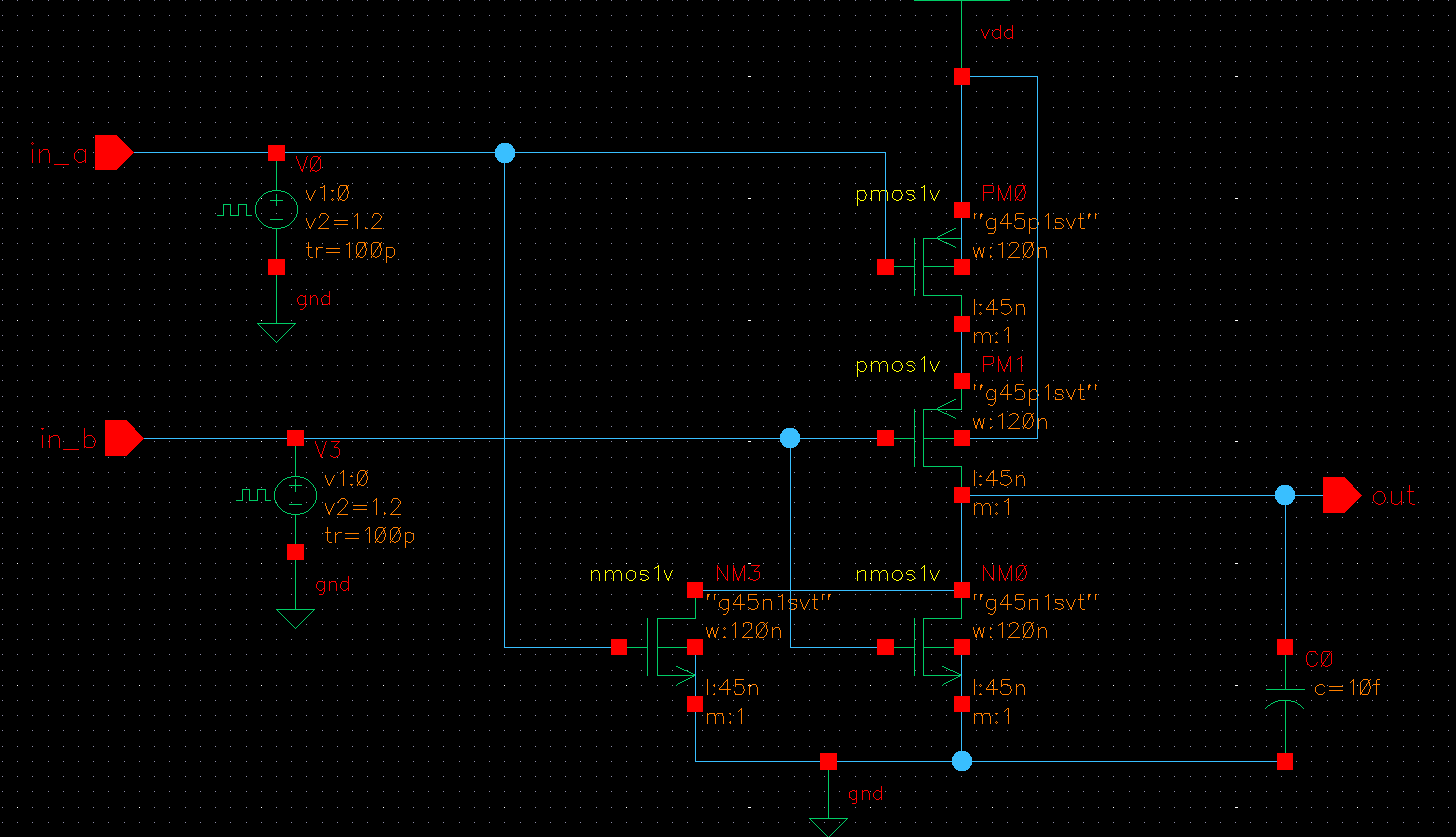 vdd
in_a
V0
v1:0
v2=1.2
tr=100p
gnd
pmos1v
PM0
"g45p1svt"
w:120n
l:45n
m:1
pmos1v
PM1
"g45p1svt"
w:120n
l:45n
m:1
in_b
V3
v1:0
v2=1.2
tr=100p
gnd
out
nmos1v
NM3
"g45n1svt"
w:120n
l:45n
m:1
nmos1v
NM0
"g45n1svt"
w:120n
l:45n
m:1
C0
c=10f
gnd